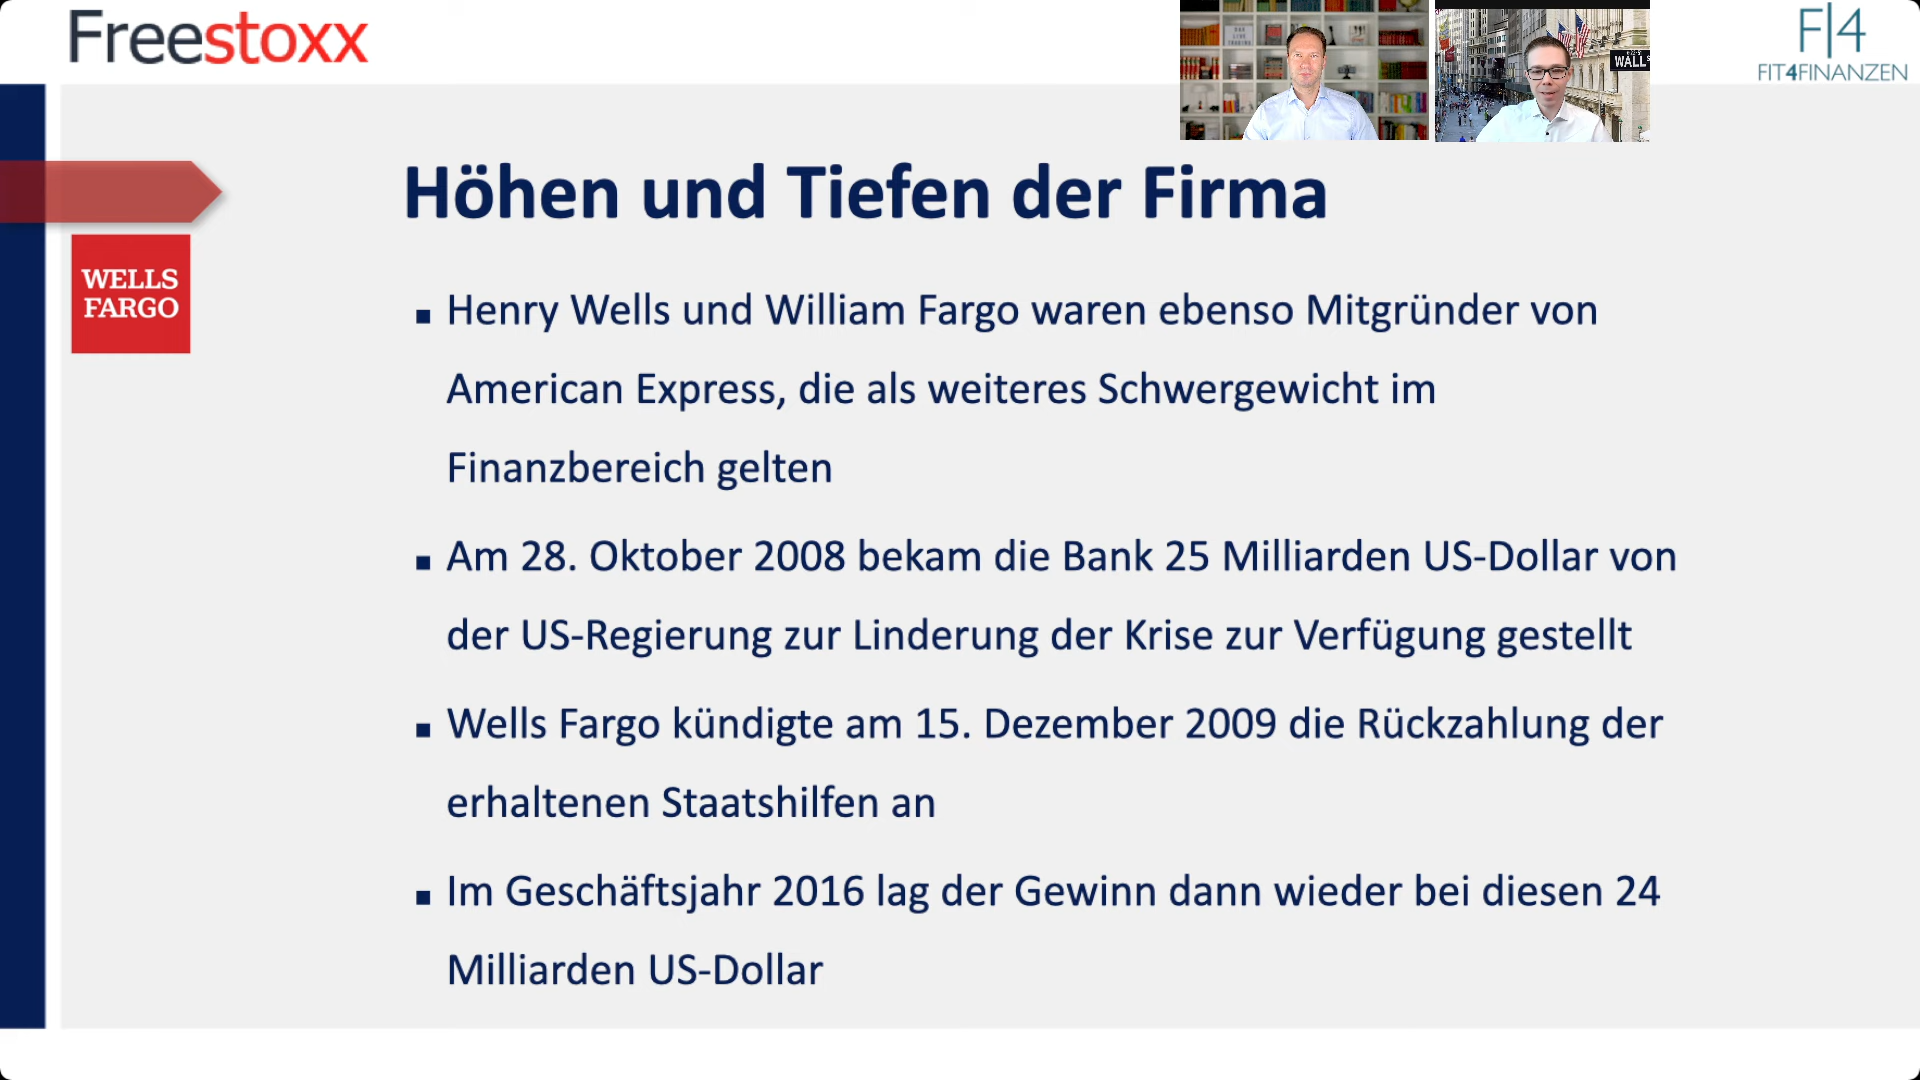 Freestoxx
WALL
F|4
FIT4FINANZEN
Höhen und Tiefen der Firma
WELLS
FARGO
▪ Henry Wells und William Fargo waren ebenso Mitgründer von
American Express, die als weiteres Schwergewicht im
Finanzbereich gelten
▪ Am 28. Oktober 2008 bekam die Bank 25 Milliarden US-Dollar von
der US-Regierung zur Linderung der Krise zur Verfügung gestellt
▪ Wells Fargo kündigte am 15. Dezember 2009 die Rückzahlung der
erhaltenen Staatshilfen an
▪ Im Geschäftsjahr 2016 lag der Gewinn dann wieder bei diesen 24
Milliarden US-Dollar